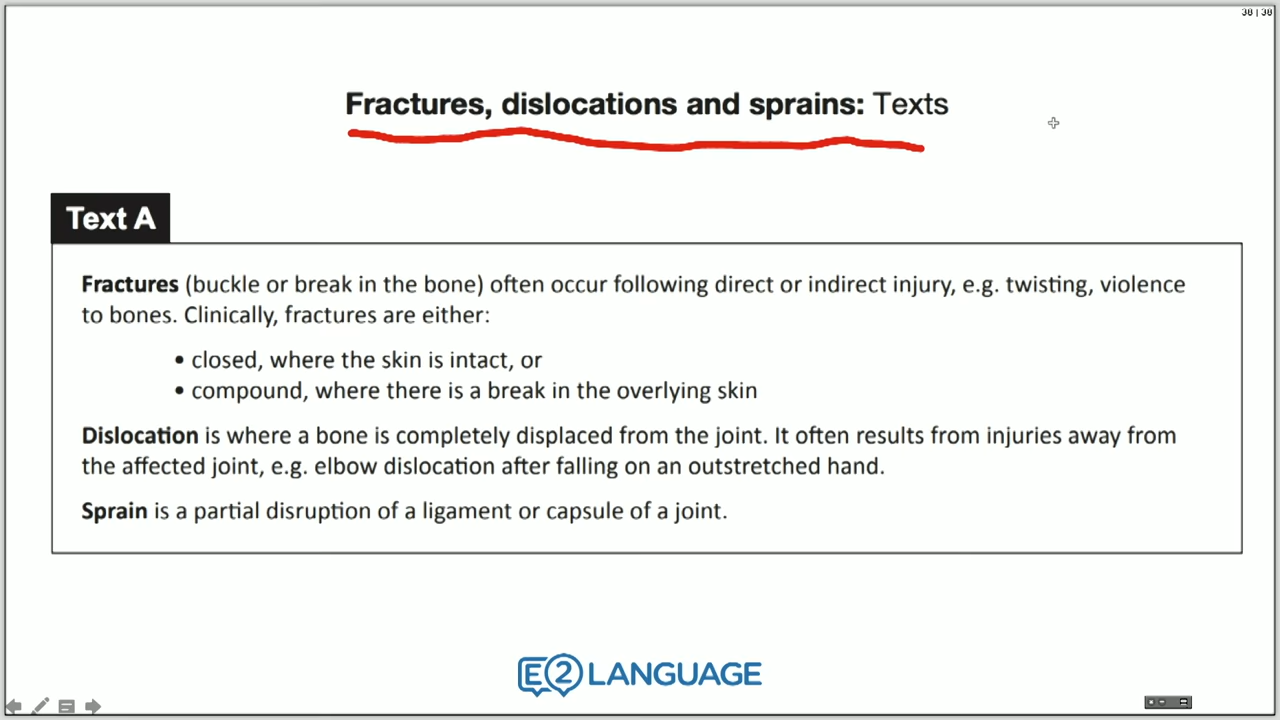 38 | 38
Fractures, dislocations and sprains: Texts
Text A
Fractures (buckle or break in the bone) often occur following direct or indirect injury, e.g. twisting, violence
to bones. Clinically, fractures are either:
• closed, where the skin is intact, or
• compound, where there is a break in the overlying skin
Dislocation is where a bone is completely displaced from the joint. It often results from injuries away from
the affected joint, e.g. elbow dislocation after falling on an outstretched hand.
Sprain is a partial disruption of a ligament or capsule of a joint.
E2 LANGUAGE